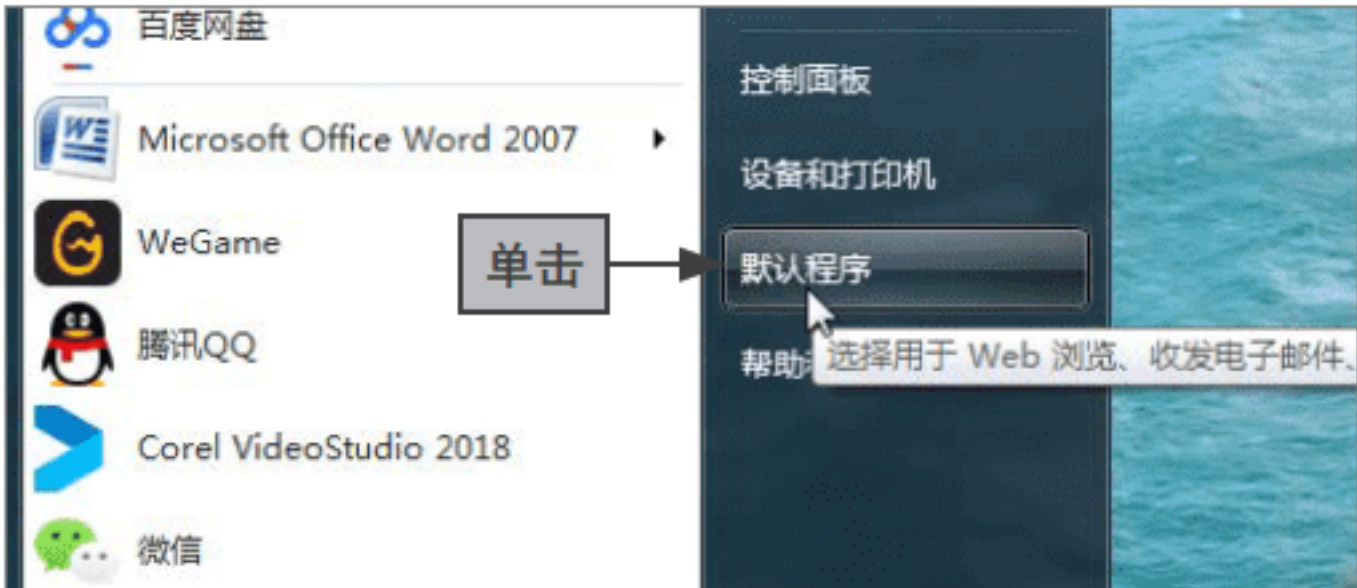 百度网盘
Microsoft Office Word 2007
WeGame
腾讯QQ
Corel VideoStudio 2018
微信
单击
控制面板
设备和打印机
默认程序
帮助
选择用于 Web 浏览、收发电子邮件、